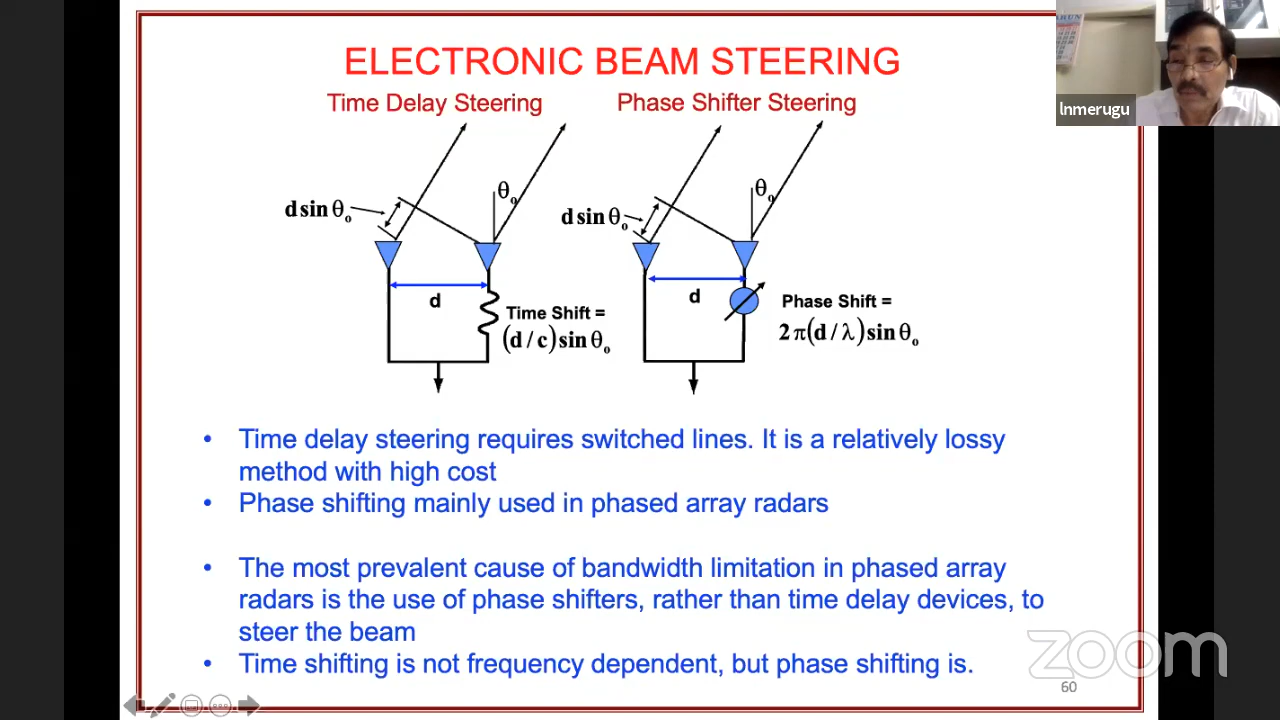 ELECTRONIC BEAM STEERING
Time Delay Steering
Phase Shifter Steering
lnmerugu
θo
d sin θo
d
Time Shift =
(d / c) sin θo
θo
d sin θo
d
Phase Shift =
2π(d / λ) sin θo
• Time delay steering requires switched lines. It is a relatively lossy
method with high cost
• Phase shifting mainly used in phased array radars
• The most prevalent cause of bandwidth limitation in phased array
radars is the use of phase shifters, rather than time delay devices, to
steer the beam
• Time shifting is not frequency dependent, but phase shifting is.
zoom
60